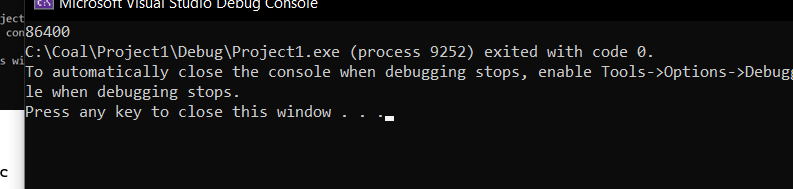 Microsoft Visual Studio Debug Console
ject
con
s wi
86400
C:\Coal\Project1\Debug\Project1.exe (process 9252) exited with code 0.
To automatically close the console when debugging stops, enable Tools->Options->Debugg
le when debugging stops.
Press any key to close this window . . .
C